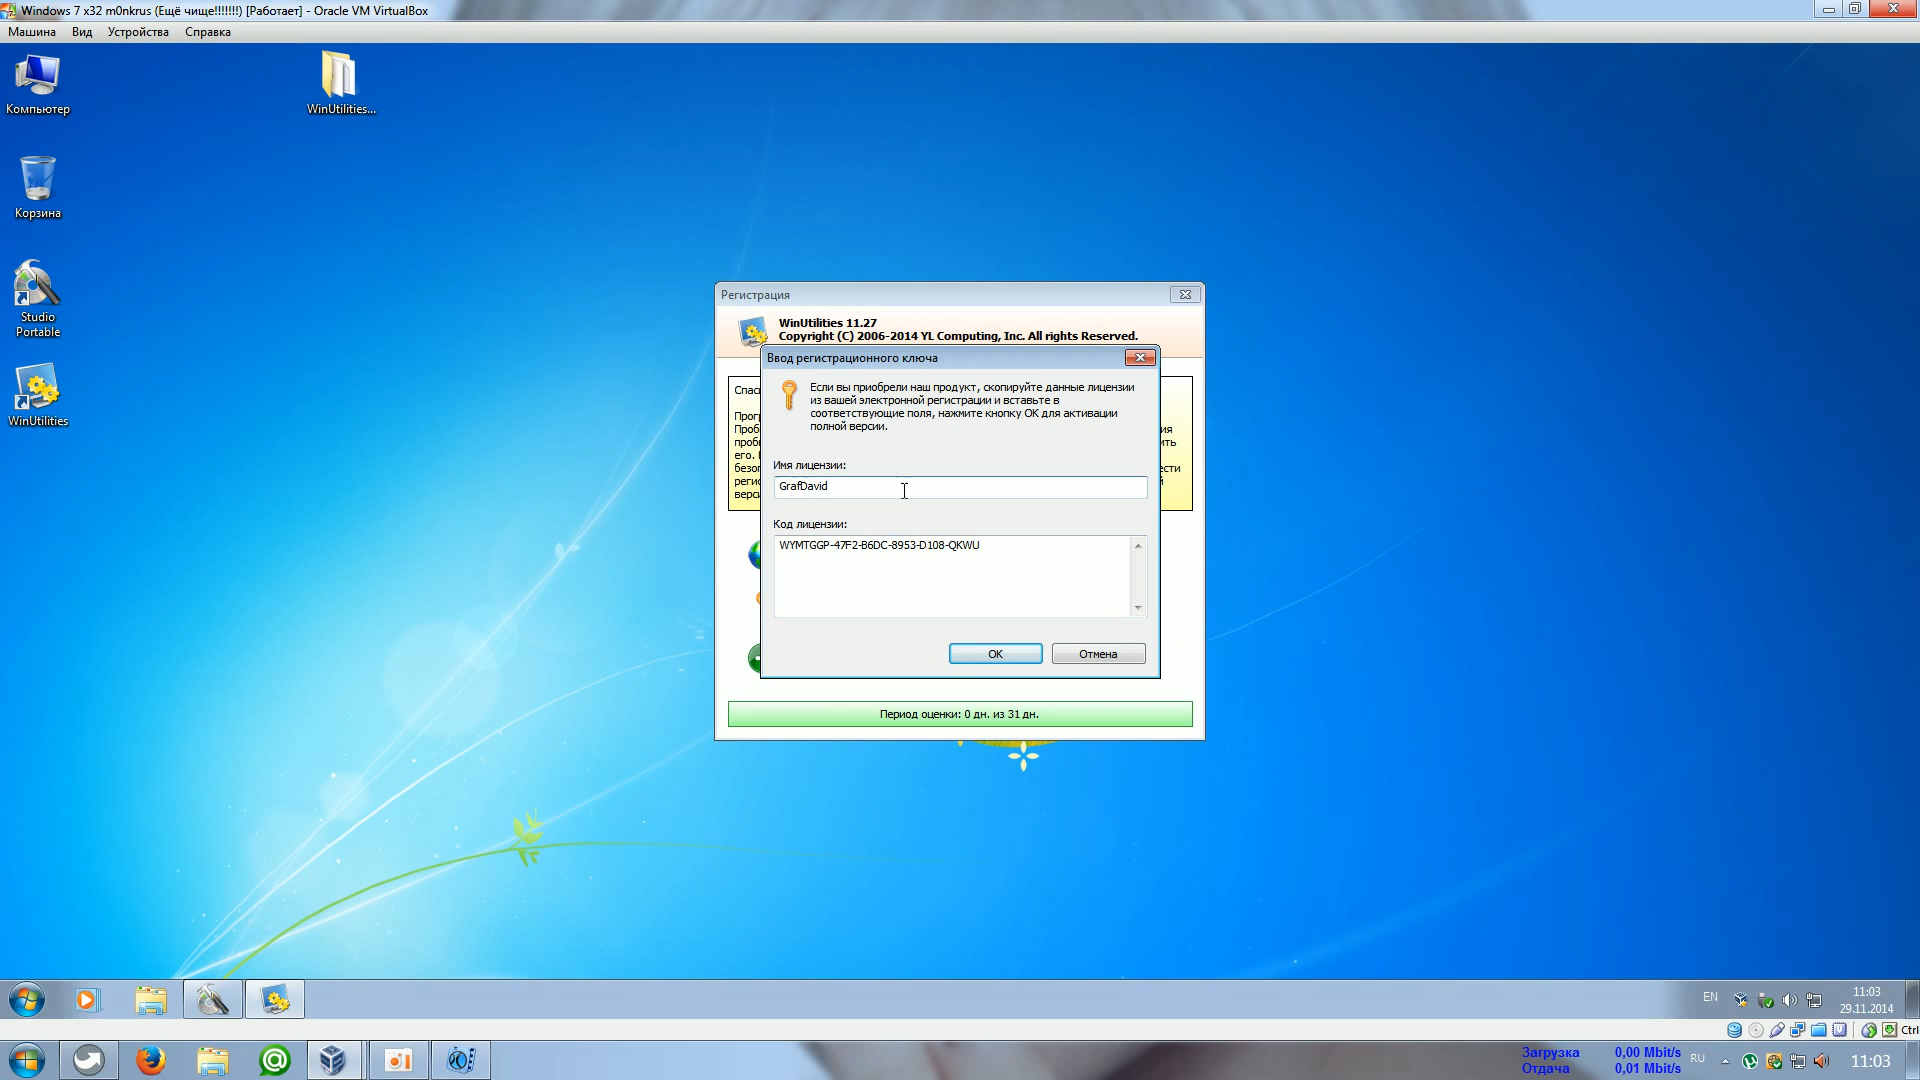 Windows 7 x32 m0nkrus (Ещё чище!!!!!!!) [Работает] - Oracle VM VirtualBox
Машина Вид Устройства Справка
Компьютер
WinUtilities...
Корзина
Studio
Portable
WinUtilities
Регистрация
WinUtilities 11.27
Copyright (C) 2006-2014 YL Computing, Inc. All rights Reserved.
Ввод регистрационного ключа
Если вы приобрели наш продукт, скопируйте данные лицензии
из вашей электронной регистрации и вставьте в
соответствующие поля, нажмите кнопку ОК для активации
полной версии.
Имя лицензии:
GrafDavid
Код лицензии:
WYMTGGP-47F2-B6DC-8953-D108-QKWU
ОК Отмена
Период оценки: 0 дн. из 31 дн.
EN
11:03
29.11.2014
Ctrl
Загрузка 0,00 Mbit/s
Отдача 0,01 Mbit/s
RU
11:03